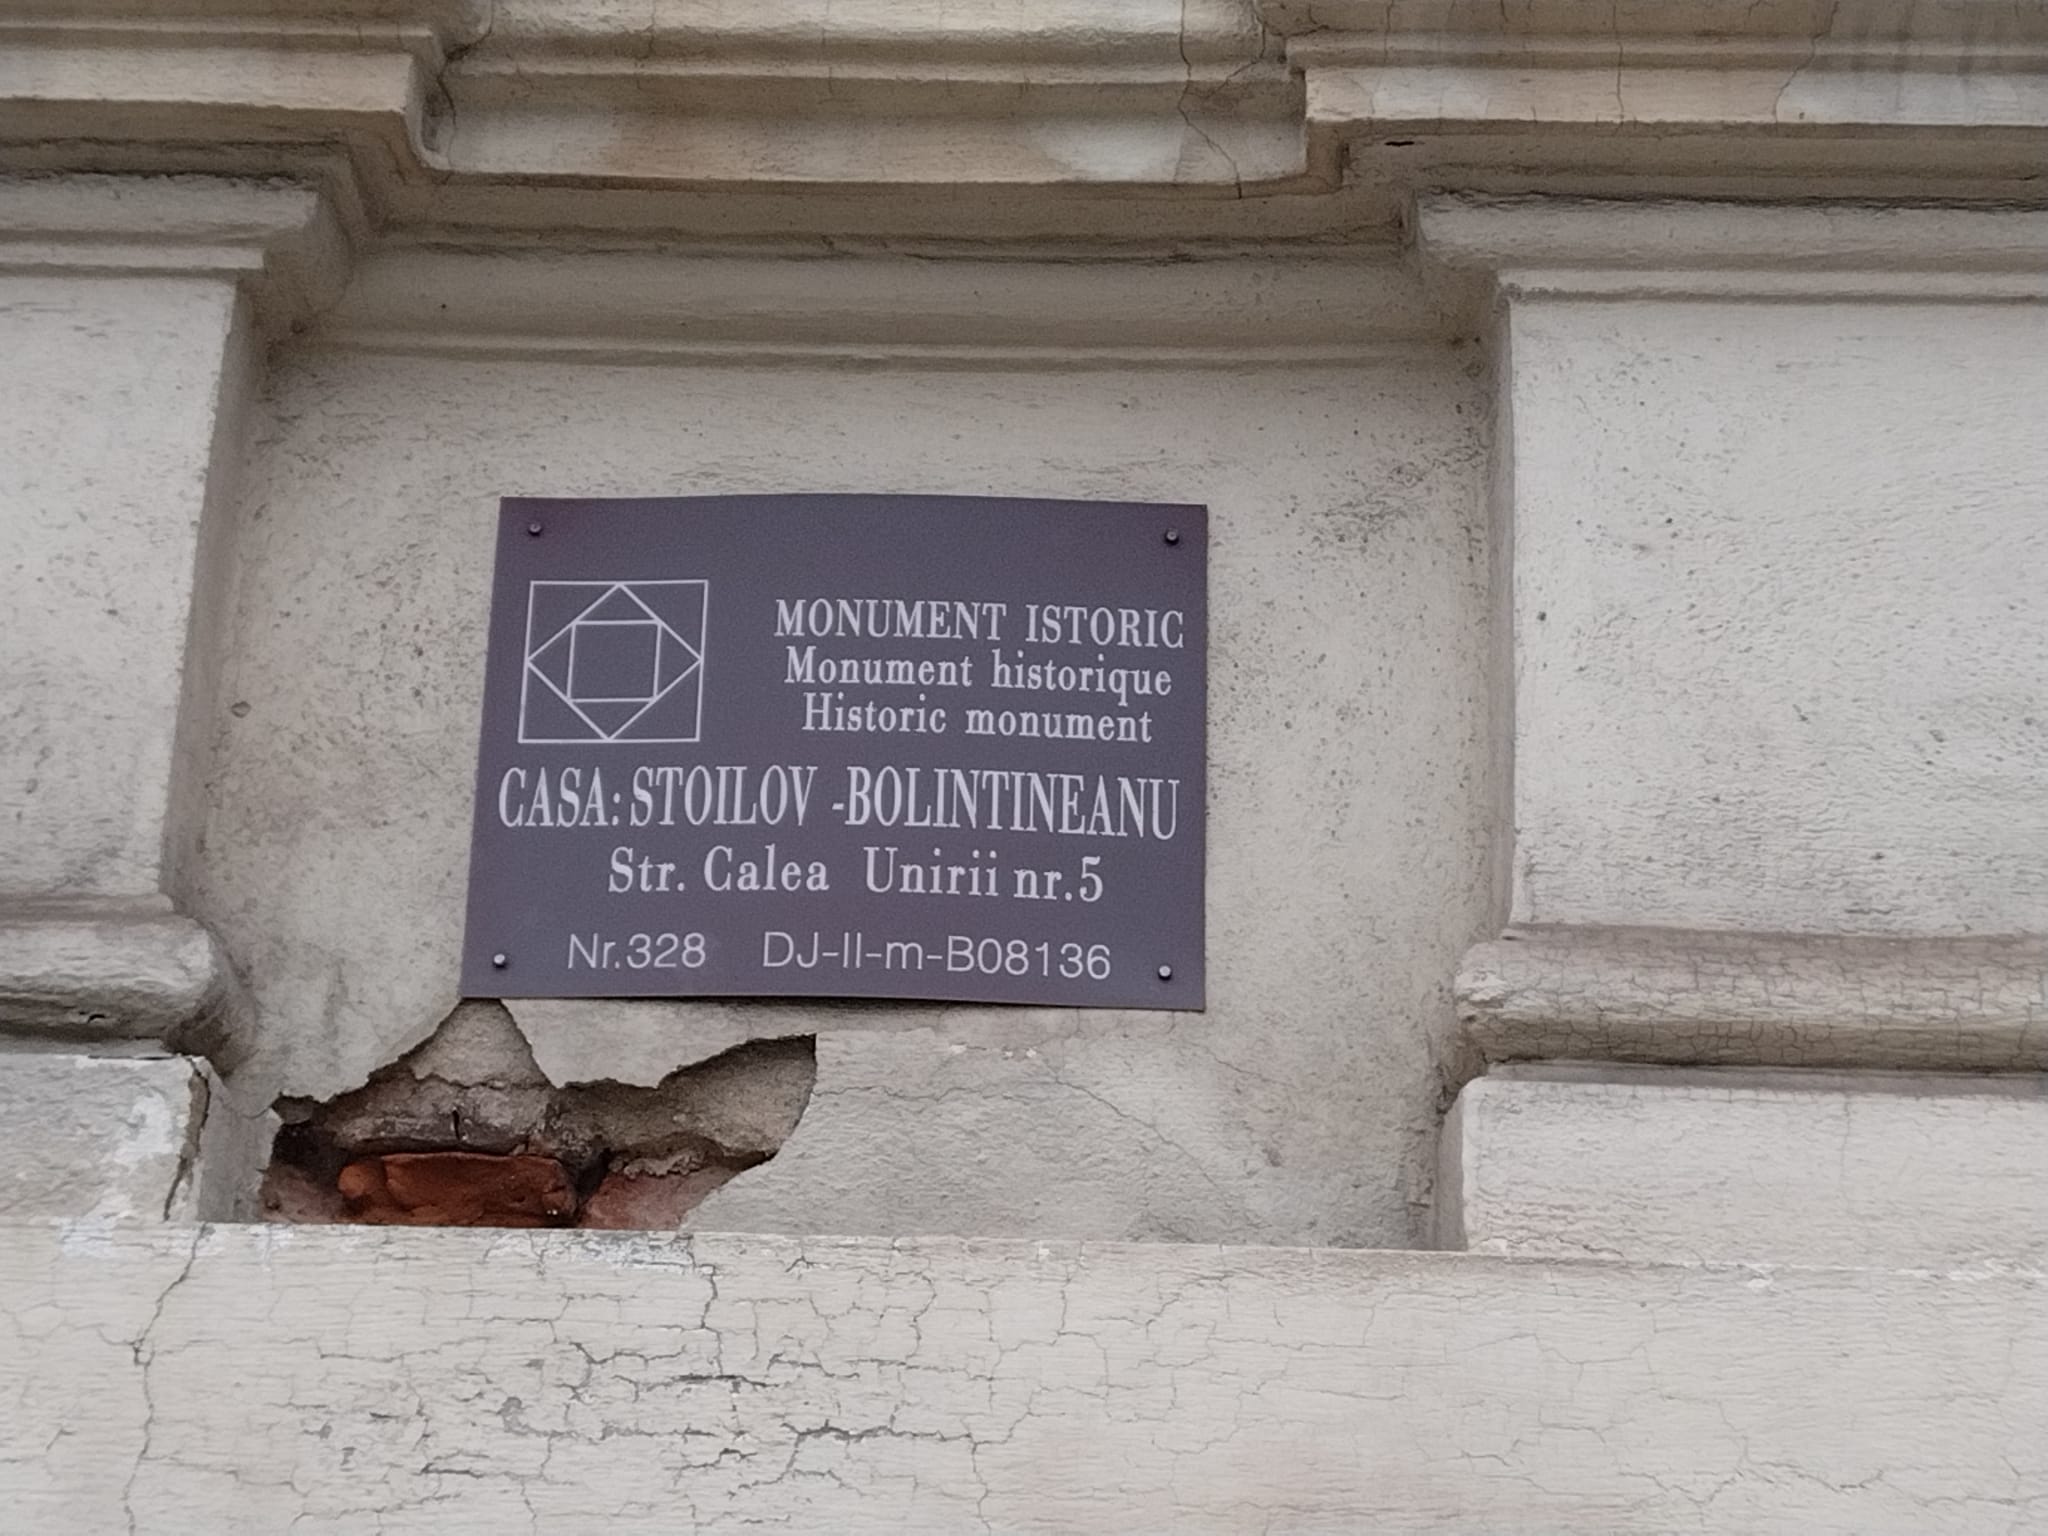 MONUMENT ISTORIC
Monument historique
Historic monument
CASA: STOILOV -BOLINTINEANU
Str. Calea Unirii nr.5
Nr.328 DJ-II-m-B08136